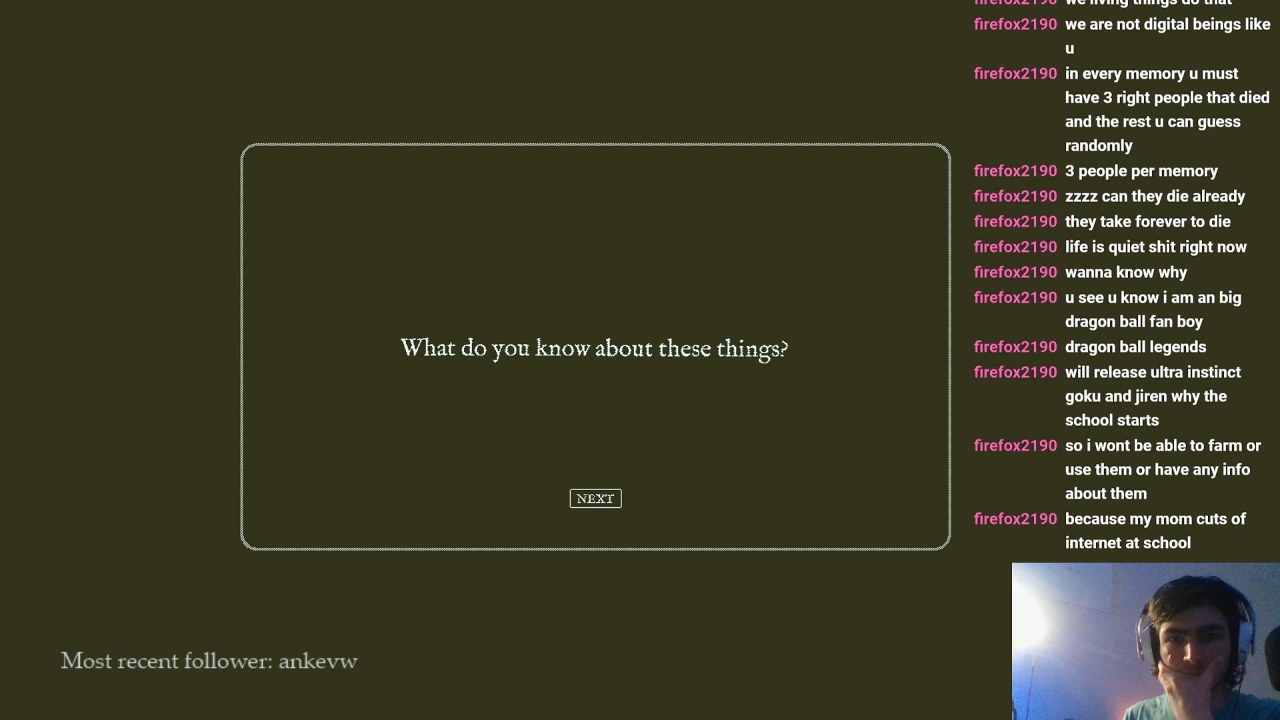 firefox2190 we living things do that
firefox2190 we are not digital beings like
u
firefox2190 in every memory u must
have 3 right people that died
and the rest u can guess
randomly
firefox2190 3 people per memory
firefox2190 zzzz can they die already
firefox2190 they take forever to die
firefox2190 life is quiet shit right now
firefox2190 wanna know why
firefox2190 u see u know i am an big
dragon ball fan boy
firefox2190 dragon ball legends
firefox2190 will release ultra instinct
goku and jiren why the
school starts
firefox2190 so i wont be able to farm or
use them or have any info
about them
firefox2190 because my mom cuts of
internet at school
What do you know about these things?
NEXT
Most recent follower: ankevw